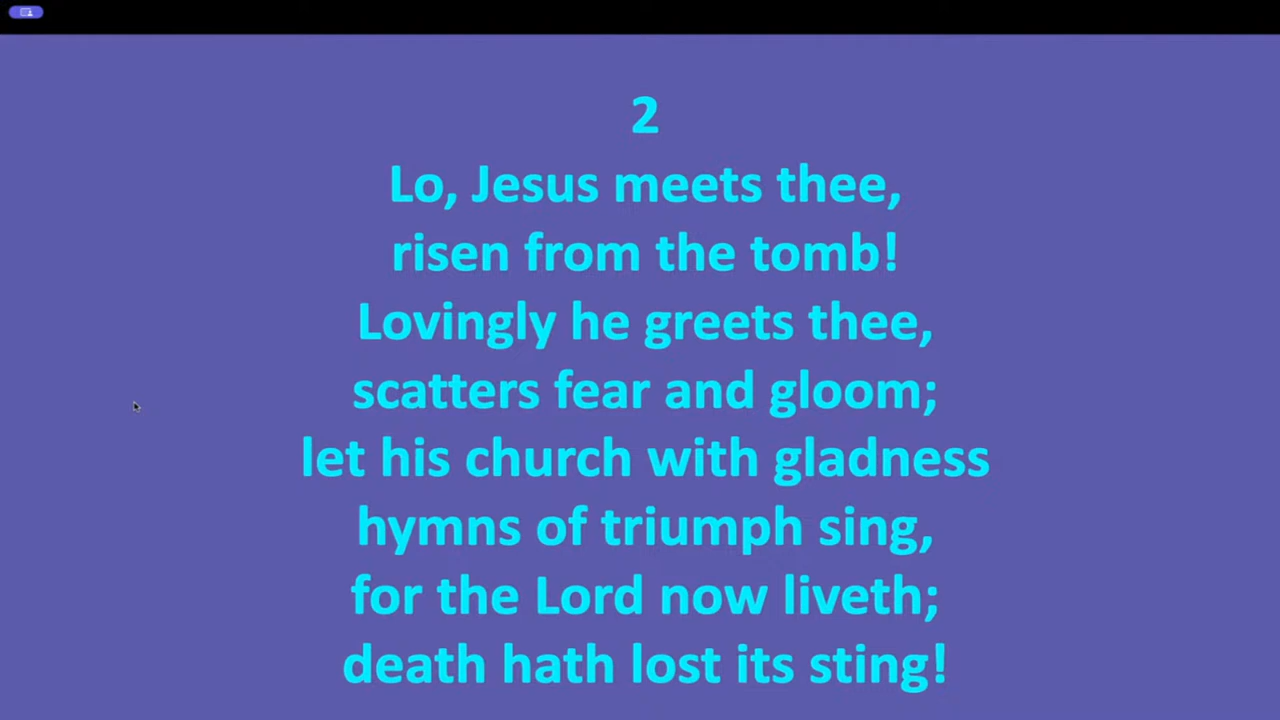 2
Lo, Jesus meets thee,
risen from the tomb!
Lovingly he greets thee,
scatters fear and gloom;
let his church with gladness
hymns of triumph sing,
for the Lord now liveth;
death hath lost its sting!